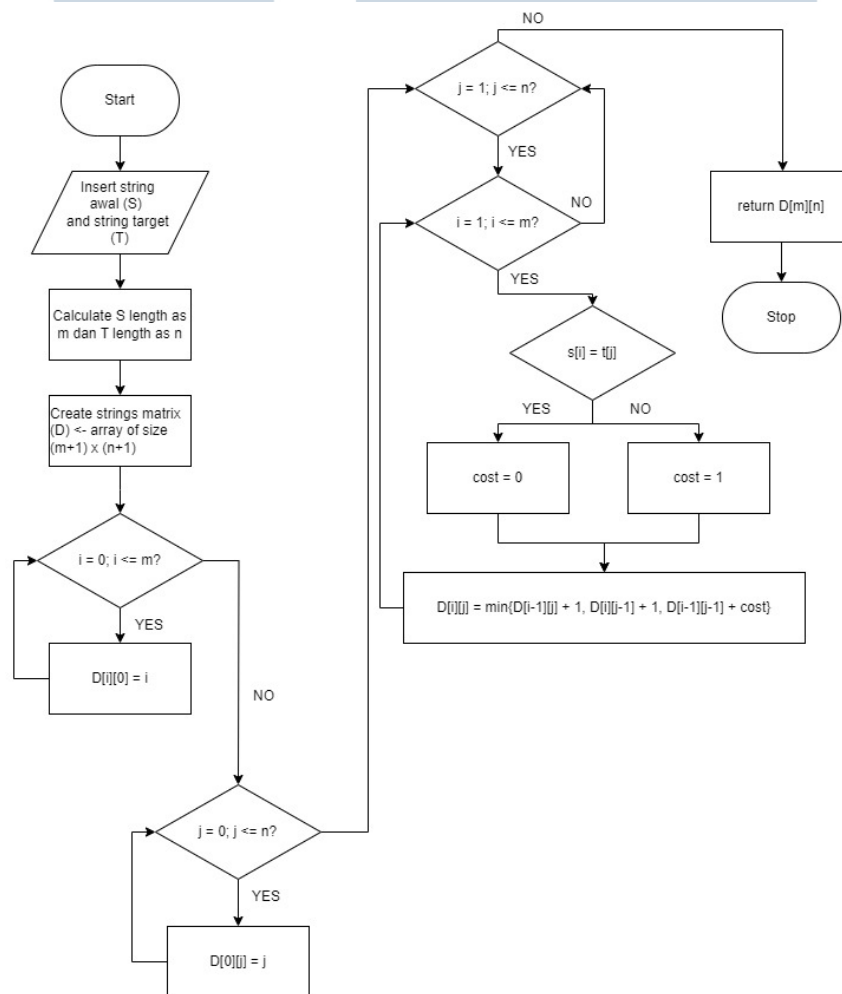 Start
Insert string
awal (S)
and string target
(T)
Calculate S length as
m dan T length as n
Create strings matrix
(D) <- array of size
(m+1) x (n+1)
i = 0; i <= m?
YES
D[i][0] = i
NO
j = 0; j <= n?
YES
D[0][j] = j
NO
j = 1; j <= n?
YES
i = 1; i <= m?
NO
YES
s[i] = t[j]
YES
NO
cost = 0
cost = 1
D[i][j] = min{D[i-1][j] + 1, D[i][j-1] + 1, D[i-1][j-1] + cost}
return D[m][n]
Stop